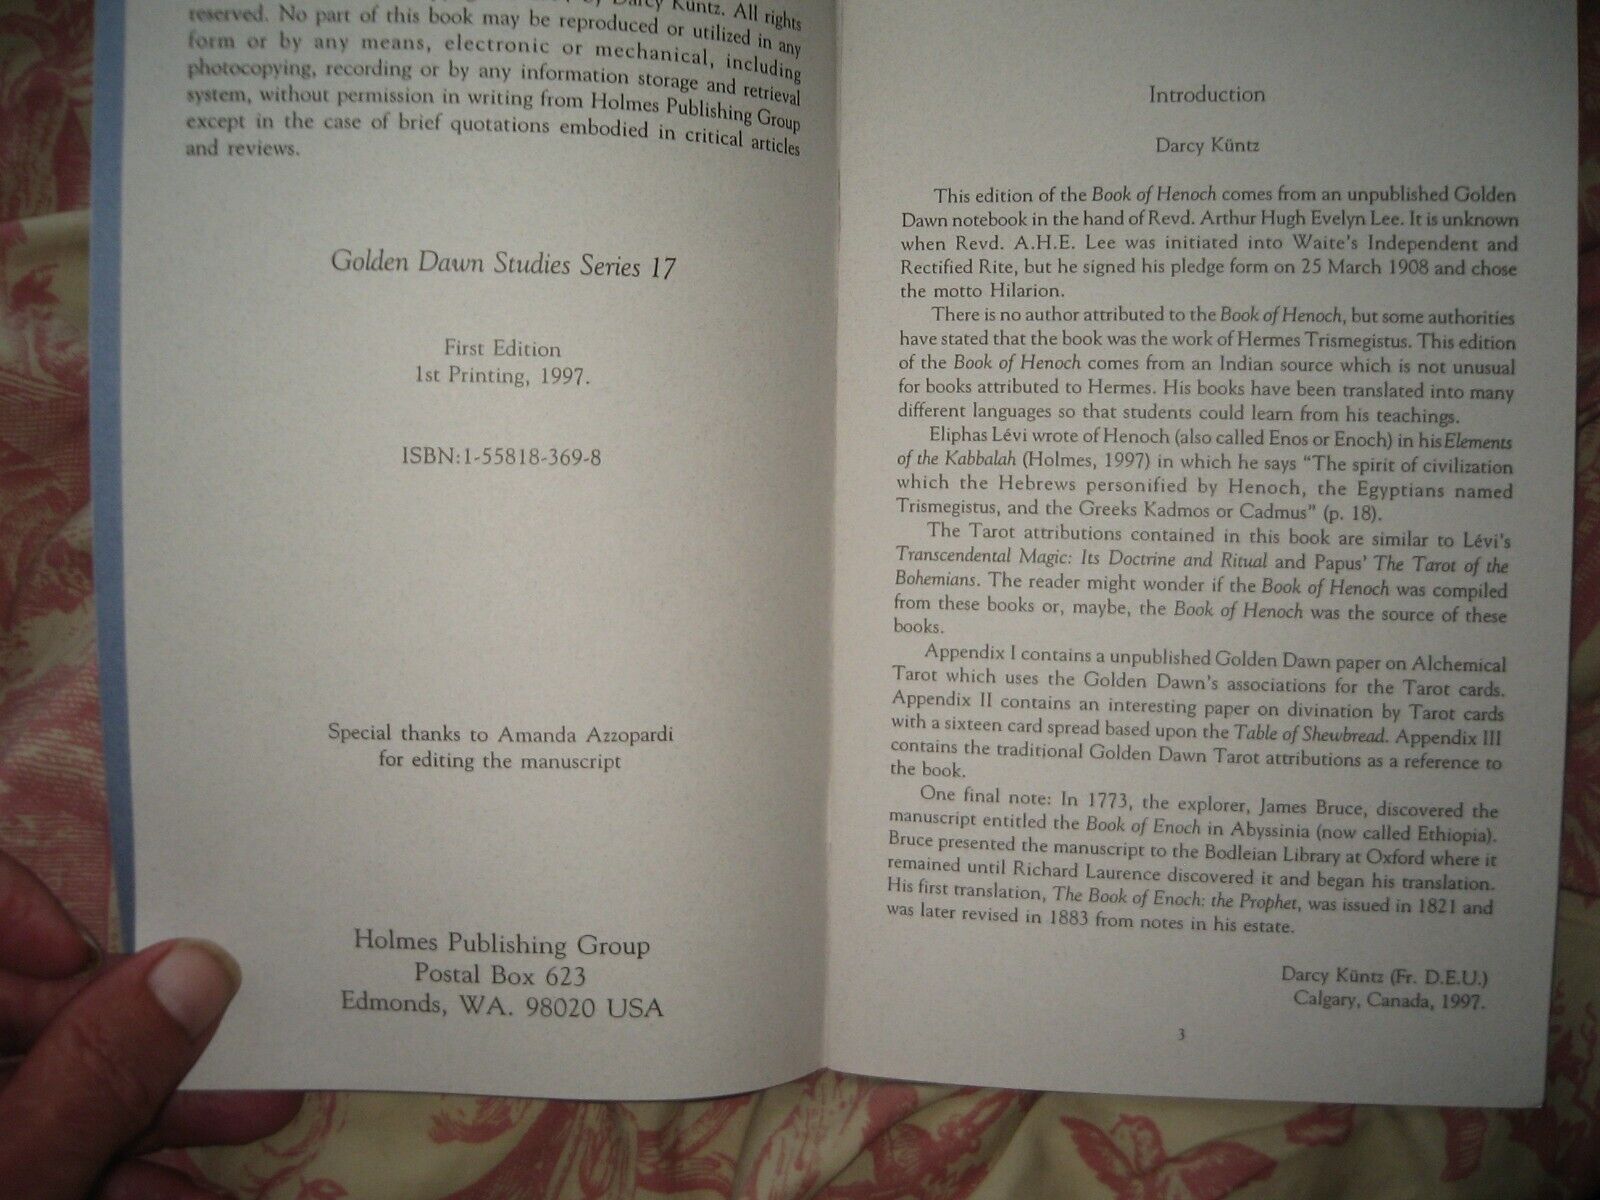 by Darcy Küntz. All rights
reserved. No part of this book may be reproduced or utilized in any
form or by any means, electronic or mechanical, including
photocopying, recording or by any information storage and retrieval
system, without permission in writing from Holmes Publishing Group
except in the case of brief quotations embodied in critical articles
and reviews.
Golden Dawn Studies Series 17
First Edition
1st Printing, 1997.
ISBN:1-55818-369-8
Special thanks to Amanda Azzopardi
for editing the manuscript
Holmes Publishing Group
Postal Box 623
Edmonds, WA. 98020 USA
Introduction
Darcy Küntz
This edition of the Book of Henoch comes from an unpublished Golden
Dawn notebook in the hand of Revd. Arthur Hugh Evelyn Lee. It is unknown
when Revd. A.H.E. Lee was initiated into Waite's Independent and
Rectified Rite, but he signed his pledge form on 25 March 1908 and chose
the motto Hilarion.
There is no author attributed to the Book of Henoch, but some authorities
have stated that the book was the work of Hermes Trismegistus. This edition
of the Book of Henoch comes from an Indian source which is not unusual
for books attributed to Hermes. His books have been translated into many
different languages so that students could learn from his teachings.
Eliphas Lévi wrote of Henoch (also called Enos or Enoch) in his Elements
of the Kabbalah (Holmes, 1997) in which he says "The spirit of civilization
which the Hebrews personified by Henoch, the Egyptians named
Trismegistus, and the Greeks Kadmos or Cadmus" (p. 18).
The Tarot attributions contained in this book are similar to Lévi's
Transcendental Magic: Its Doctrine and Ritual and Papus' The Tarot of the
Bohemians. The reader might wonder if the Book of Henoch was compiled
from these books or, maybe, the Book of Henoch was the source of these
books.
Appendix I contains a unpublished Golden Dawn paper on Alchemical
Tarot which uses the Golden Dawn's associations for the Tarot cards.
Appendix II contains an interesting paper on divination by Tarot cards
with a sixteen card spread based upon the Table of Shewbread. Appendix III
contains the traditional Golden Dawn Tarot attributions as a reference to
the book.
One final note: In 1773, the explorer, James Bruce, discovered the
manuscript entitled the Book of Enoch in Abyssinia (now called Ethiopia).
Bruce presented the manuscript to the Bodleian Library at Oxford where it
remained until Richard Laurence discovered it and began his translation.
His first translation, The Book of Enoch: the Prophet, was issued in 1821 and
was later revised in 1883 from notes in his estate.
Darcy Küntz (Fr. D.E.U.)
Calgary, Canada, 1997.
3